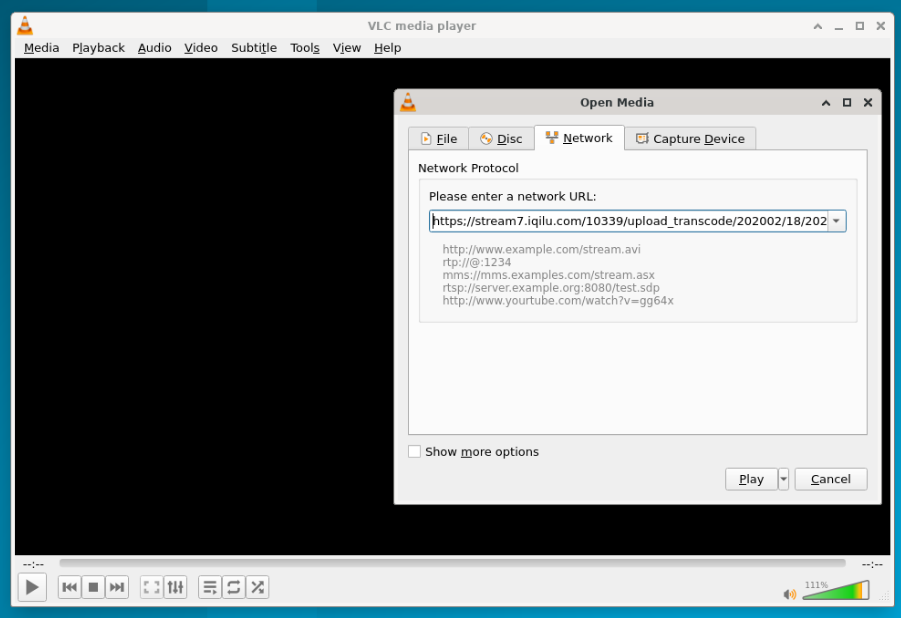 VLC media player
Media Playback Audio Video Subtitle Tools View Help
Open Media
File Disc Network Capture Device
Network Protocol
Please enter a network URL:
https;//stream7.iqilu.com/10339/upload_transcode/202002/18/202
http://www.example.com/stream.avi
rtp://@:1234
mms://mms.examples.com/stream.asx
rtsp://server.example.org:8080/test.sdp
http://www.yourtube.com/watch?v=gg64x
Show more options
Play Cancel
--:-- --:--
111%